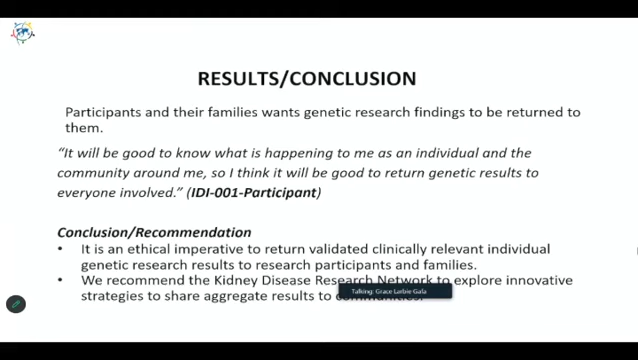 RESULTS/CONCLUSION
Participants and their families wants genetic research findings to be returned to
them.
“It will be good to know what is happening to me as an individual and the
community around me, so I think it will be good to return genetic results to
everyone involved.” (IDI-001-Participant)
Conclusion/Recommendation
• It is an ethical imperative to return validated clinically relevant individual
genetic research results to research participants and families.
• We recommend the Kidney Disease Research Network to explore innovative
strategies to share aggregate results to communities.
Talking: Grace Larbie Gala